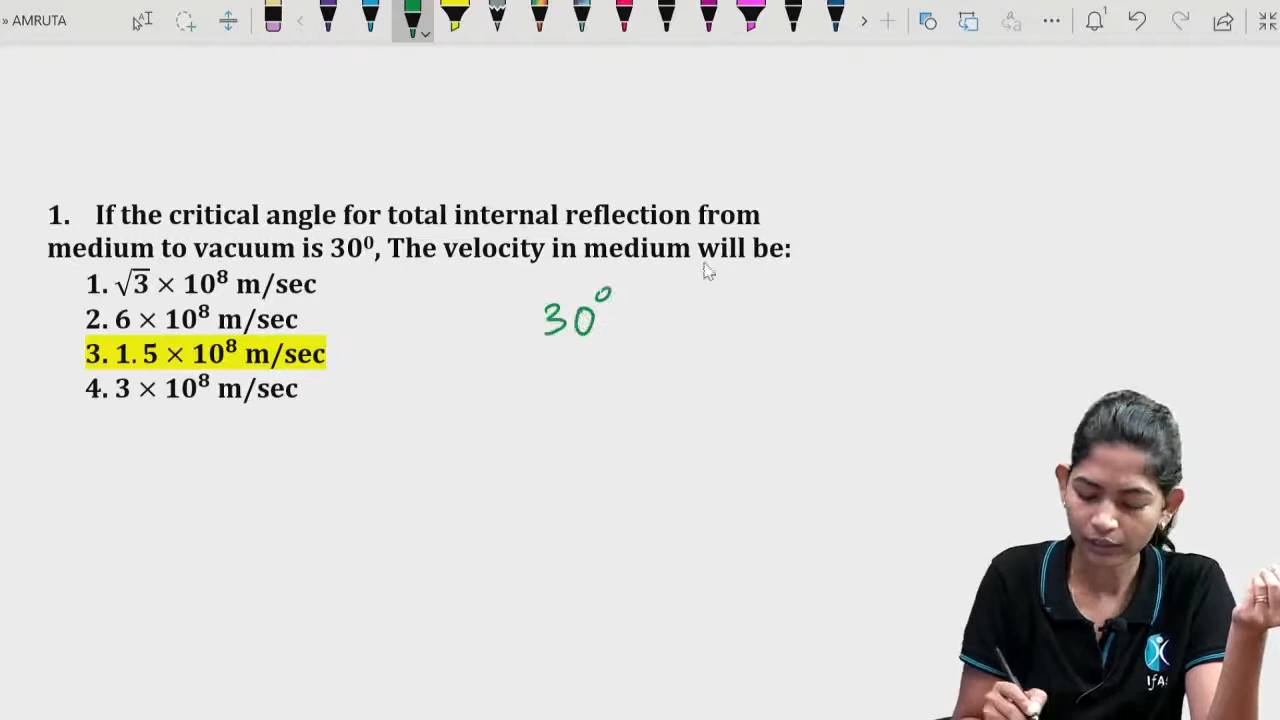 » AMRUTA
1. If the critical angle for total internal reflection from
medium to vacuum is 30⁰, The velocity in medium will be:
1. √3 × 10⁸ m/sec
2. 6 × 10⁸ m/sec
3. 1.5 × 10⁸ m/sec
4. 3 × 10⁸ m/sec
30⁰